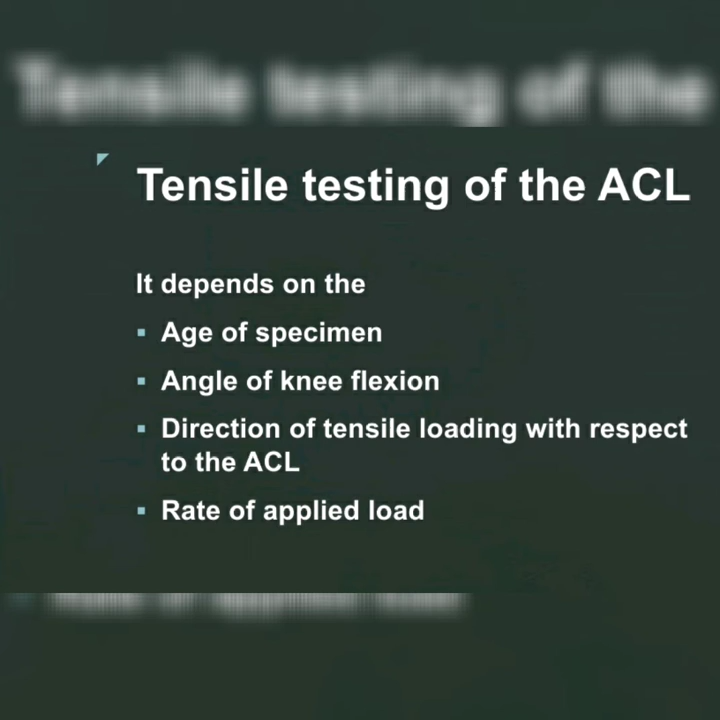 Tensile testing of the ACL
It depends on the
▪ Age of specimen
▪ Angle of knee flexion
▪ Direction of tensile loading with respect
to the ACL
▪ Rate of applied load